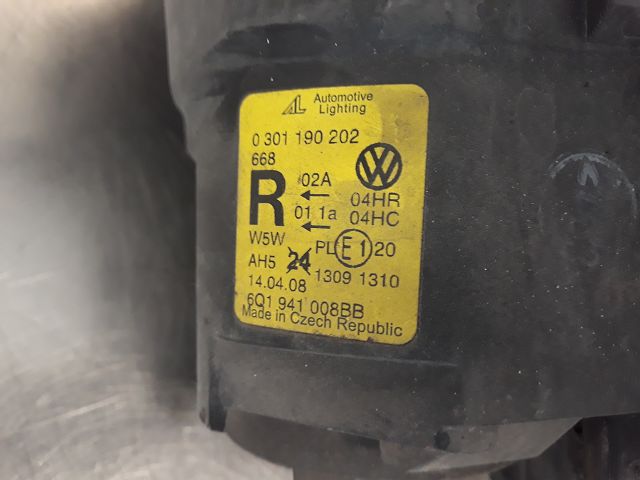 AL Automotive
Lighting
0 301 190 202
668
R 02A 04HR
01 1a 04HC
W5W PL E1 20
AH5 24 1309 1310
14.04.08
6Q1 941 008BB
Made in Czech Republic